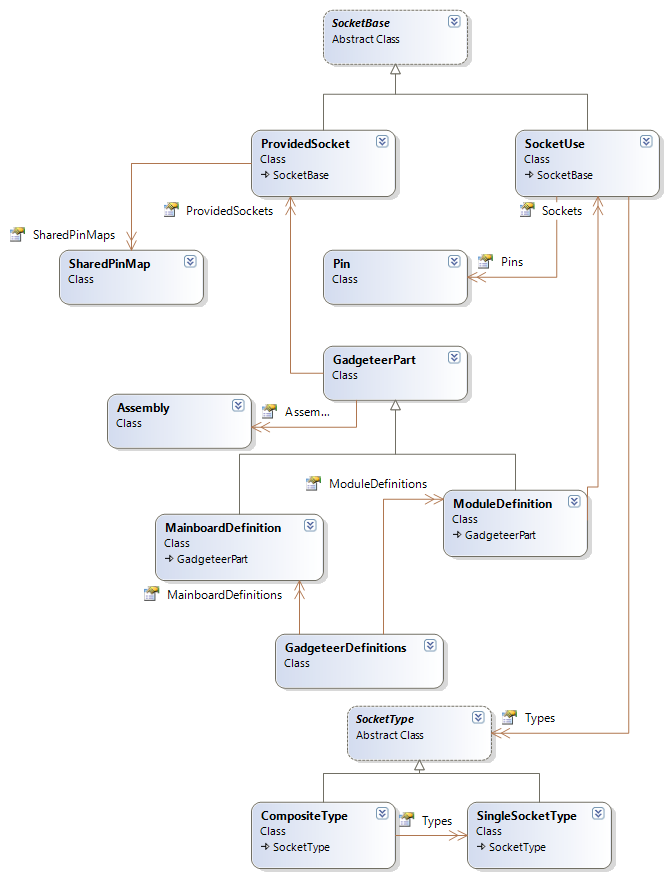 SocketBase
Abstract Class
ProvidedSocket
Class
SocketBase
SocketUse
Class
SocketBase
ProvidedSockets
Sockets
SharedPinMaps
SharedPinMap
Class
Pin
Class
Pins
GadgeteerPart
Class
Assembly
Class
Assem...
ModuleDefinitions
ModuleDefinition
Class
GadgeteerPart
MainboardDefinition
Class
GadgeteerPart
MainboardDefinitions
GadgeteerDefinitions
Class
SocketType
Abstract Class
Types
CompositeType
Class
SocketType
Types
SingleSocketType
Class
SocketType